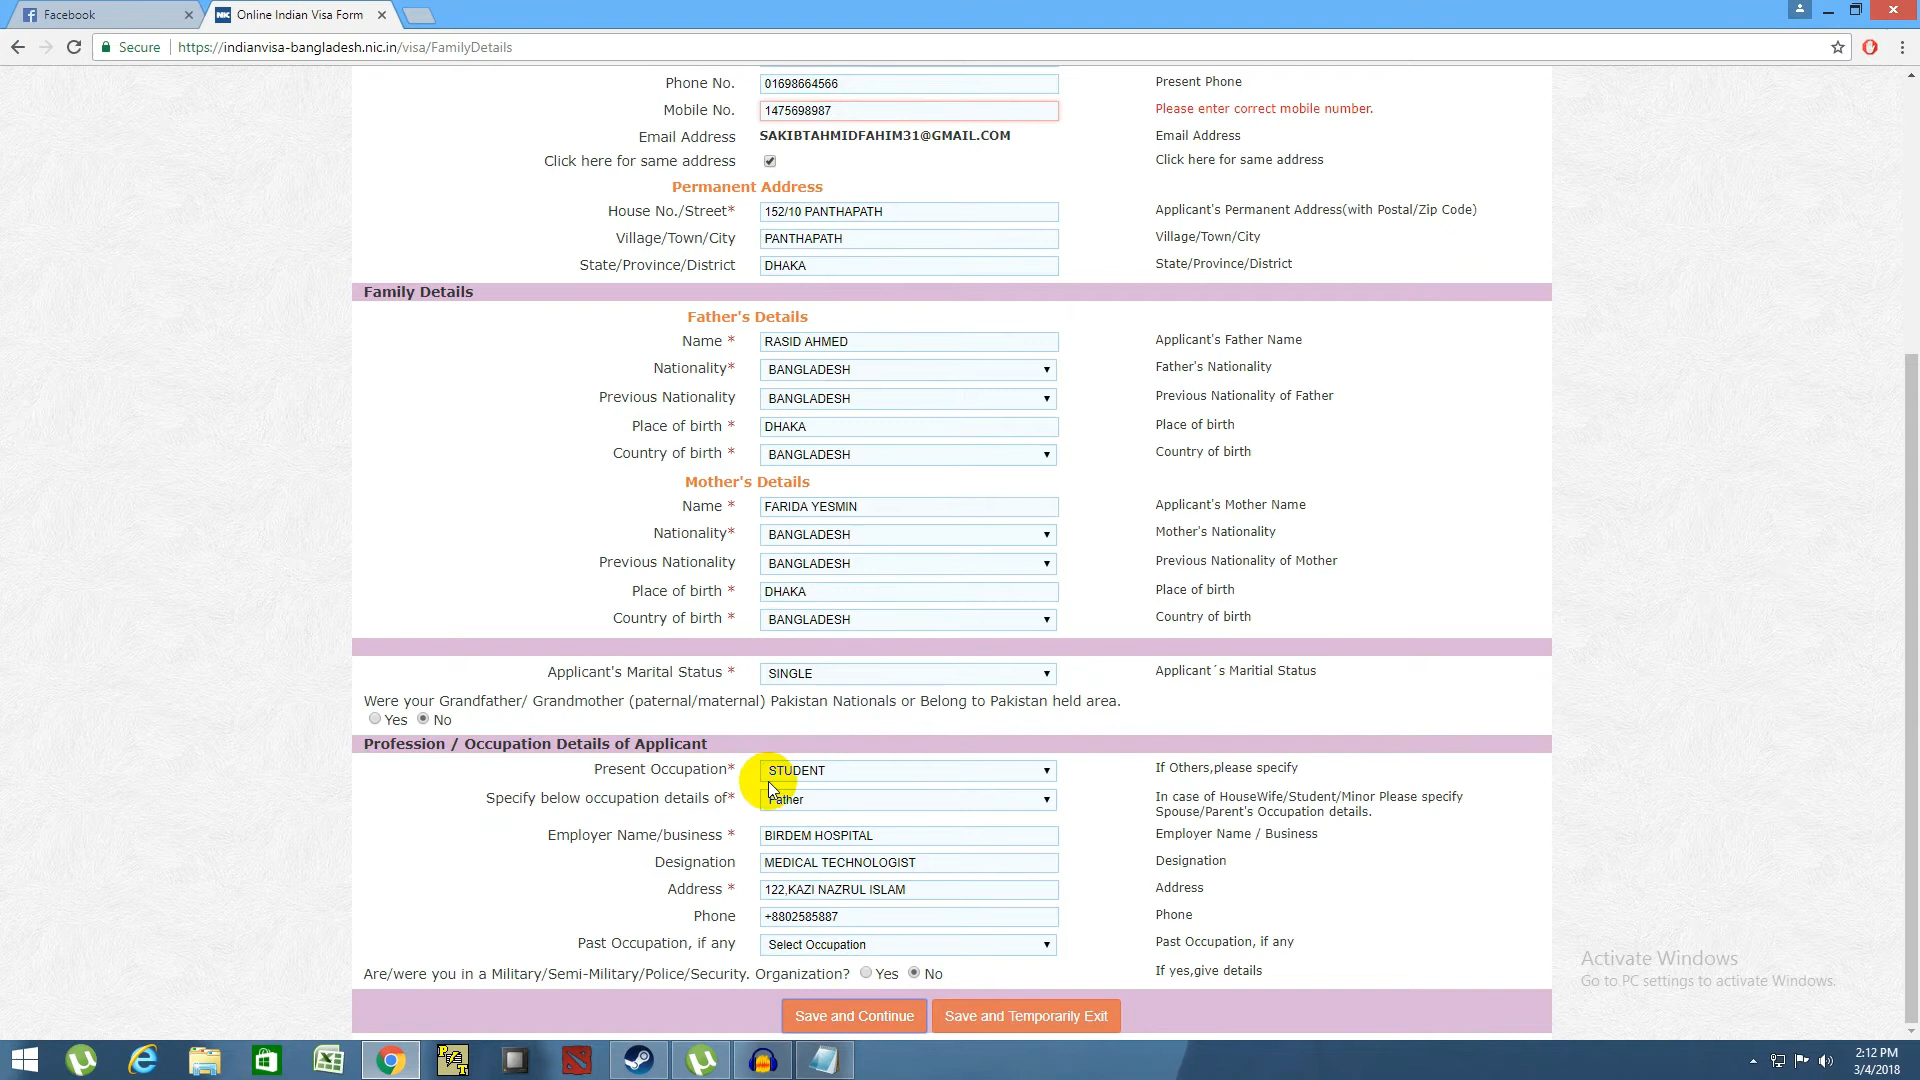 Facebook
Online Indian Visa Form
Secure
https://indianvisa-bangladesh.nic.in/visa/FamilyDetails
Phone No. 01698664566 Present Phone
Mobile No. 1475698987 Please enter correct mobile number.
Email Address SAKIBTAHMIDFAHIM31@GMAIL.COM Email Address
Click here for same address Click here for same address
Permanent Address
House No./Street* 152/10 PANTHAPATH Applicant's Permanent Address(with Postal/Zip Code)
Village/Town/City PANTHAPATH Village/Town/City
State/Province/District DHAKA State/Province/District
Family Details
Father's Details
Name * RASID AHMED Applicant's Father Name
Nationality* BANGLADESH Father's Nationality
Previous Nationality BANGLADESH Previous Nationality of Father
Place of birth * DHAKA Place of birth
Country of birth * BANGLADESH Country of birth
Mother's Details
Name * FARIDA YESMIN Applicant's Mother Name
Nationality* BANGLADESH Mother's Nationality
Previous Nationality BANGLADESH Previous Nationality of Mother
Place of birth * DHAKA Place of birth
Country of birth * BANGLADESH Country of birth
Applicant's Marital Status * SINGLE Applicant´s Maritial Status
Were your Grandfather/ Grandmother (paternal/maternal) Pakistan Nationals or Belong to Pakistan held area.
Yes No
Profession / Occupation Details of Applicant
Present Occupation* STUDENT If Others,please specify
Specify below occupation details of* Father In case of HouseWife/Student/Minor Please specify
Spouse/Parent's Occupation details.
Employer Name/business * BIRDEM HOSPITAL Employer Name / Business
Designation MEDICAL TECHNOLOGIST Designation
Address * 122,KAZI NAZRUL ISLAM Address
Phone +8802585887 Phone
Past Occupation, if any Select Occupation Past Occupation, if any
Are/were you in a Military/Semi-Military/Police/Security. Organization? Yes No If yes,give details
Save and Continue Save and Temporarily Exit
Activate Windows
Go to PC settings to activate Windows.
2:12 PM
3/4/2018